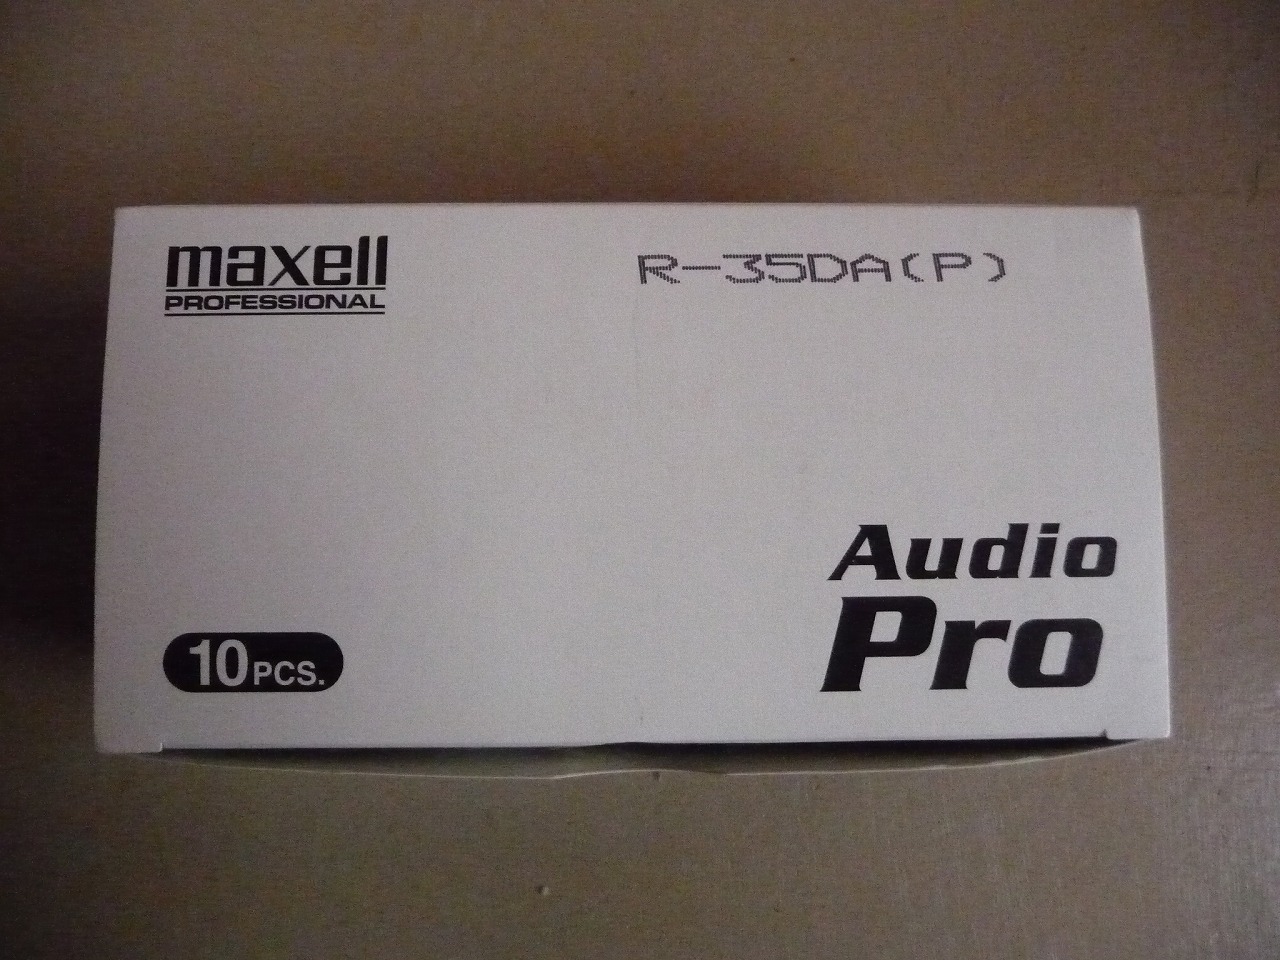 maxell
PROFESSIONAL
R-35DA(P)
Audio
Pro
10PCS.